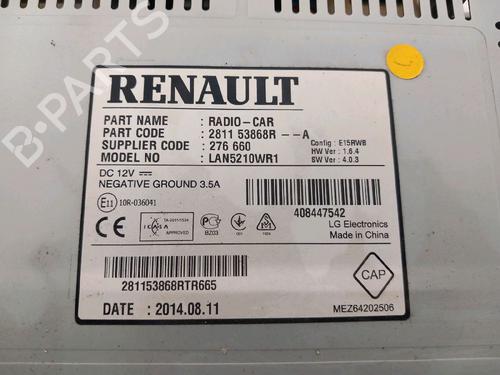 B-PARTS
RENAULT
PART NAME : RADIO-CAR
PART CODE : 2811 53868R --A
SUPPLIER CODE : 276 660
MODEL NO : LAN5210WR1
Config : E15RWB
HW Ver : 1.6.4
SW Ver : 4.0.3
DC 12V
NEGATIVE GROUND 3.5A
E11 10R-036041
408447542
LG Electronics
Made in China
ICASA
BZ03
CE
281153868RTR665
CAP
DATE : 2014.08.11
MEZ64202506